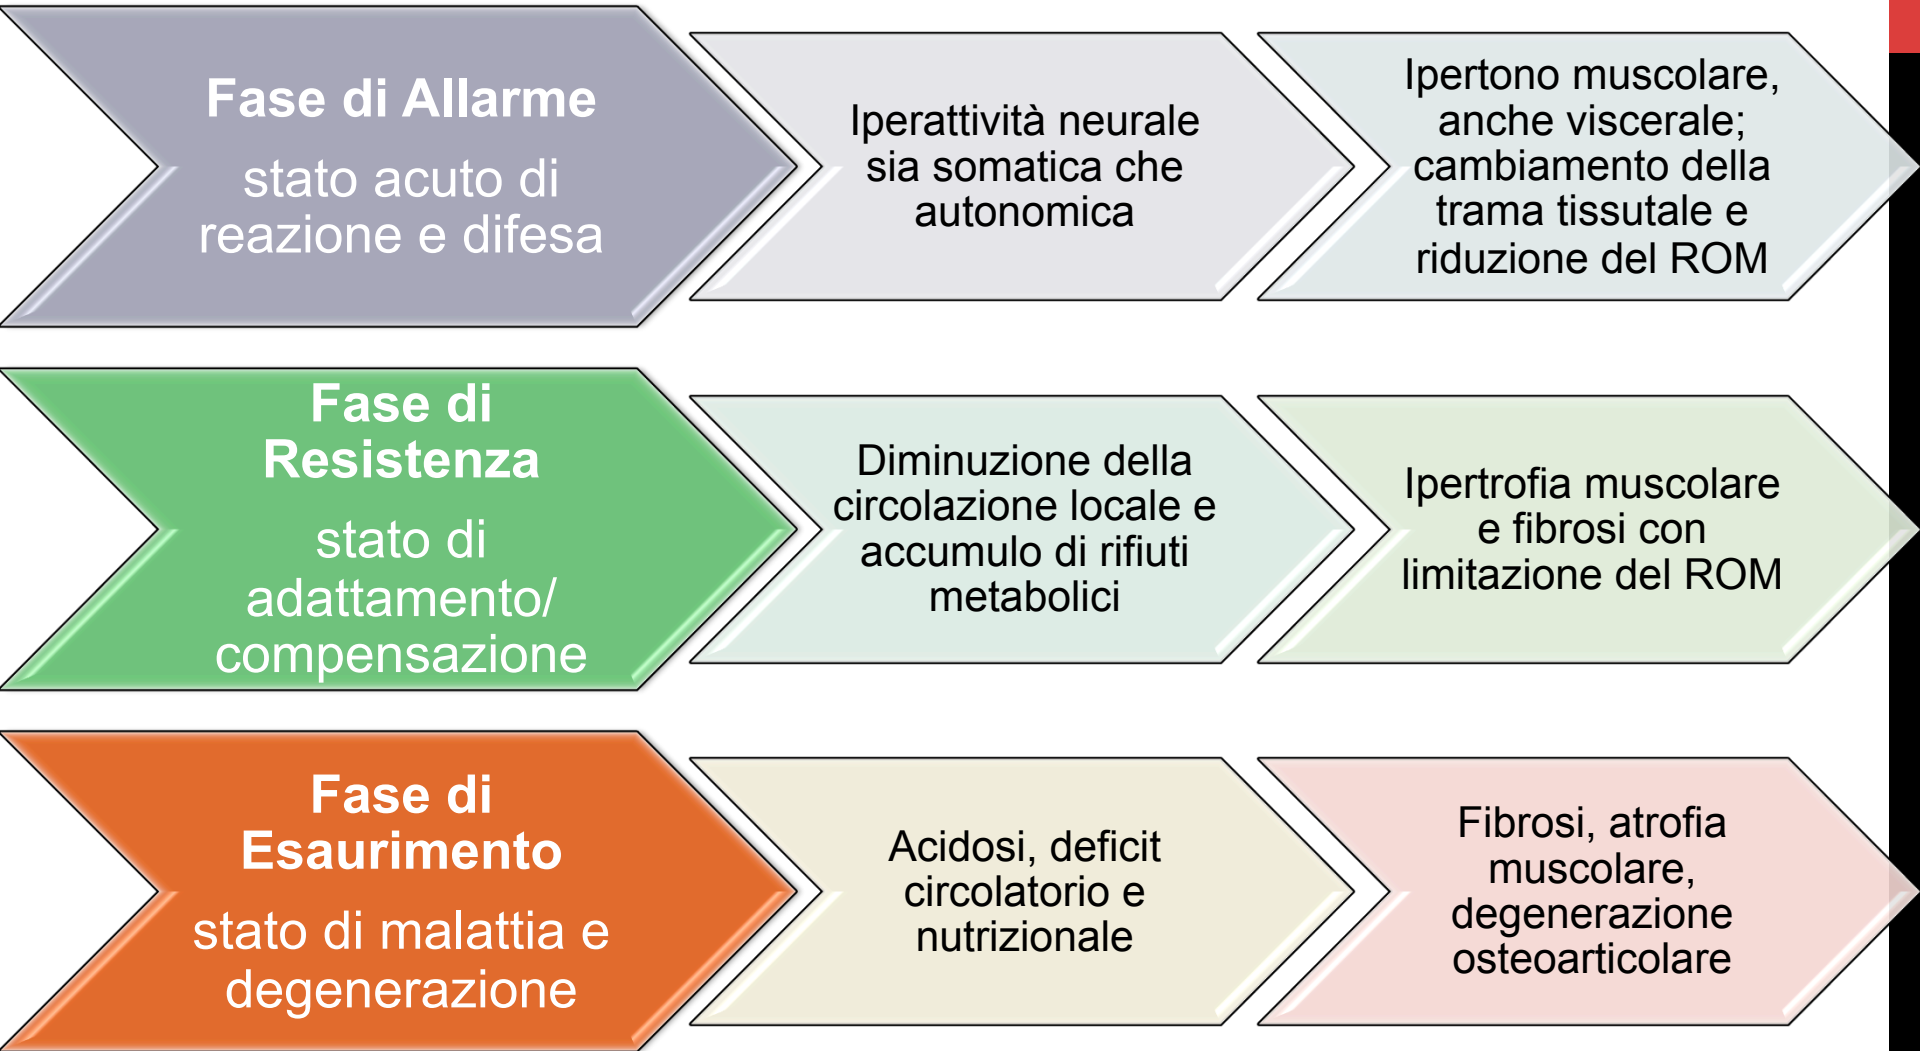 Fase di Allarme
stato acuto di
reazione e difesa
Iperattività neurale
sia somatica che
autonomica
Ipertono muscolare,
anche viscerale;
cambiamento della
trama tissutale e
riduzione del ROM
Fase di
Resistenza
stato di
adattamento/
compensazione
Diminuzione della
circolazione locale e
accumulo di rifiuti
metabolici
Ipertrofia muscolare
e fibrosi con
limitazione del ROM
Fase di
Esaurimento
stato di malattia e
degenerazione
Acidosi, deficit
circolatorio e
nutrizionale
Fibrosi, atrofia
muscolare,
degenerazione
osteoarticolare